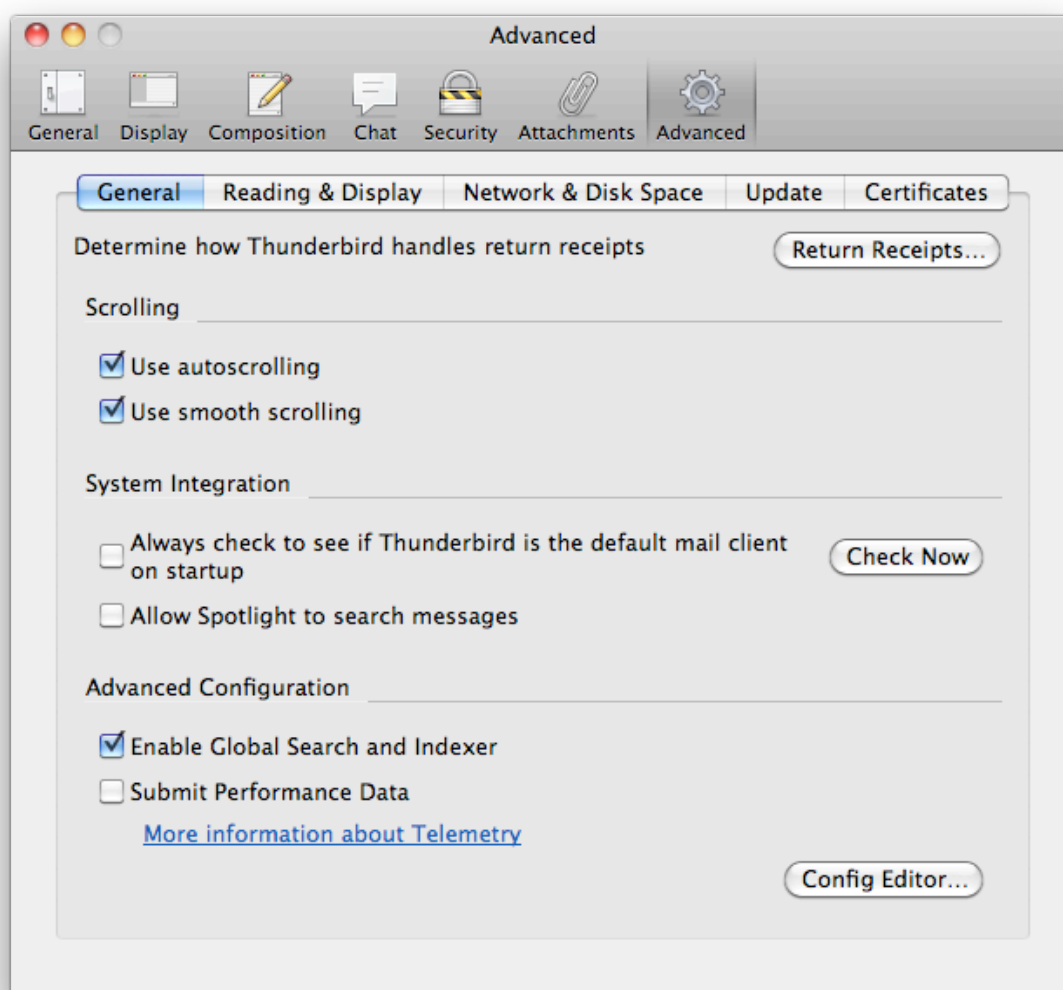 Advanced
General Display Composition Chat Security Attachments Advanced
General Reading & Display Network & Disk Space Update Certificates
Determine how Thunderbird handles return receipts Return Receipts...
Scrolling
Use autoscrolling
Use smooth scrolling
System Integration
Always check to see if Thunderbird is the default mail client
on startup
Check Now
Allow Spotlight to search messages
Advanced Configuration
Enable Global Search and Indexer
Submit Performance Data
More information about Telemetry
Config Editor...